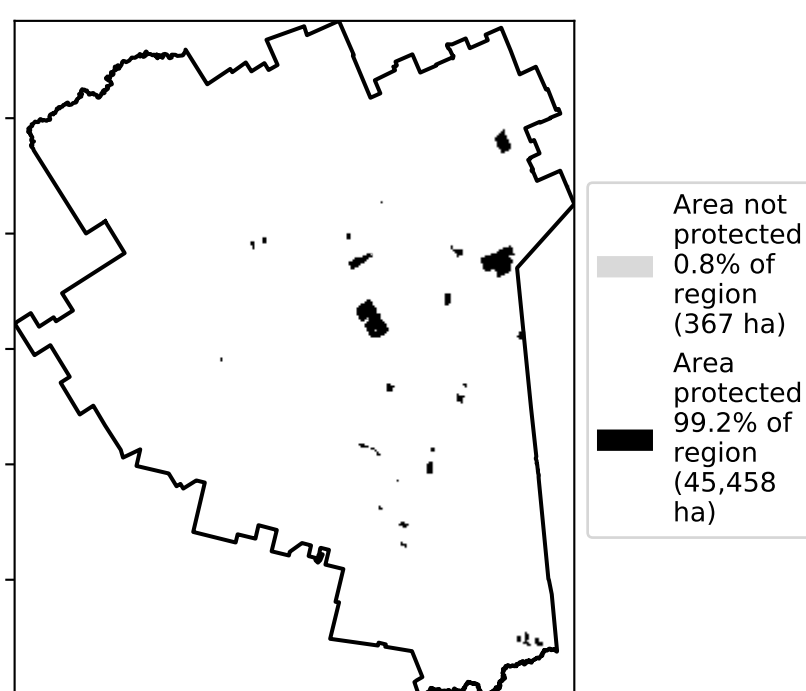 Area not
protected
0.8% of
region
(367 ha)
Area
protected
99.2% of
region
(45,458
ha)